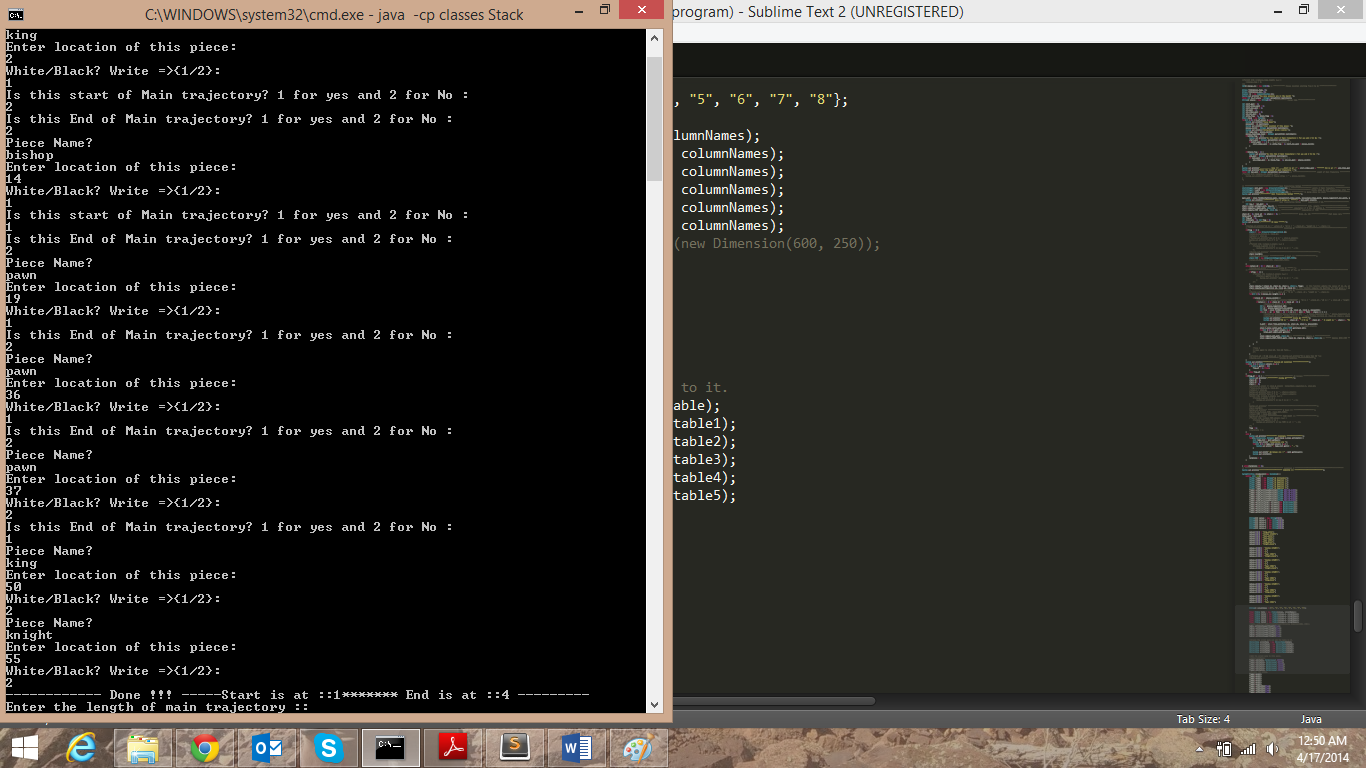 C:\WINDOWS\system32\cmd.exe - java  -cp classes Stack
program) - Sublime Text 2 (UNREGISTERED)
king
Enter location of this piece:
2
White/Black? Write =>{1/2}:
1
Is this start of Main trajectory? 1 for yes and 2 for No :
2
Is this End of Main trajectory? 1 for yes and 2 for No :
2
Piece Name?
bishop
Enter location of this piece:
14
White/Black? Write =>{1/2}:
1
Is this start of Main trajectory? 1 for yes and 2 for No :
1
Is this End of Main trajectory? 1 for yes and 2 for No :
2
Piece Name?
pawn
Enter location of this piece:
19
White/Black? Write =>{1/2}:
1
Is this End of Main trajectory? 1 for yes and 2 for No :
2
Piece Name?
pawn
Enter location of this piece:
36
White/Black? Write =>{1/2}:
1
Is this End of Main trajectory? 1 for yes and 2 for No :
2
Piece Name?
pawn
Enter location of this piece:
37
White/Black? Write =>{1/2}:
2
Is this End of Main trajectory? 1 for yes and 2 for No :
1
Piece Name?
king
Enter location of this piece:
50
White/Black? Write =>{1/2}:
2
Piece Name?
knight
Enter location of this piece:
55
White/Black? Write =>{1/2}:
2
------------ Done !!! -----Start is at ::1******* End is at ::4 ---------
Enter the length of main trajectory ::
, "5", "6", "7", "8"};
lumnNames);
columnNames);
columnNames);
columnNames);
columnNames);
columnNames);
(new Dimension(600, 250));
to it.
able);
table1);
table2);
table3);
table4);
table5);
Tab Size: 4
Java
12:50 AM
4/17/2014